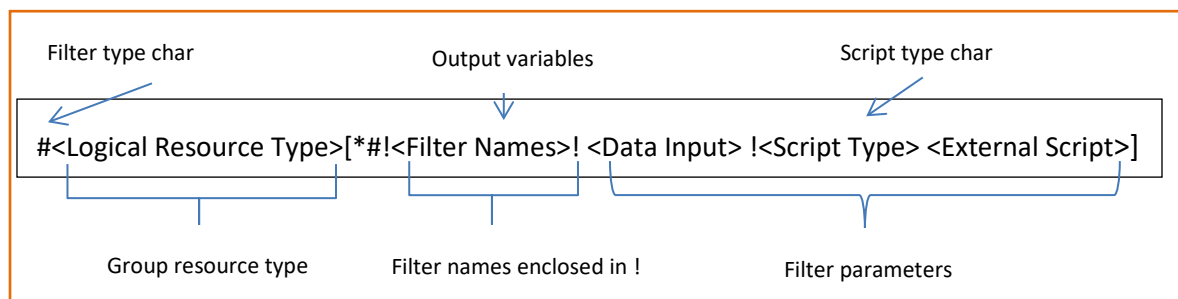 Filter type char
Output variables
Script type char
#<Logical Resource Type>[*#!<Filter Names>! <Data Input> !<Script Type> <External Script>]
Group resource type
Filter names enclosed in !
Filter parameters